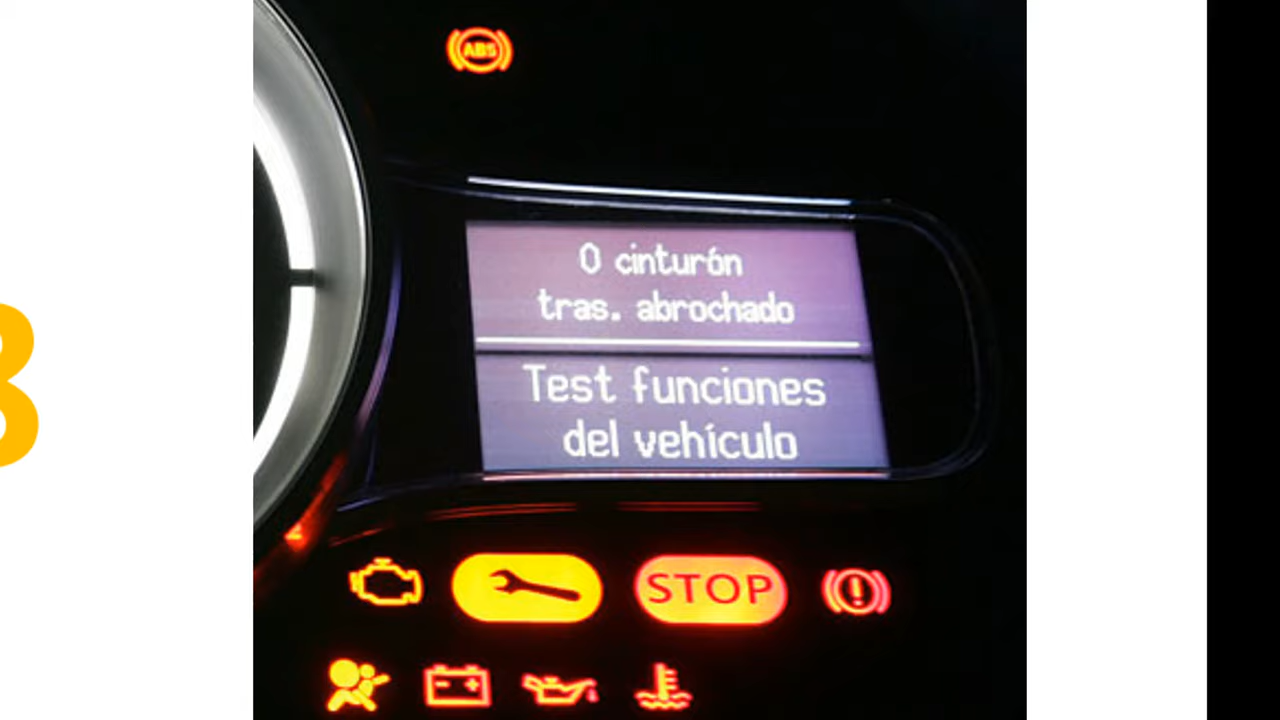 ABS
0 cinturón
tras. abrochado
Test funciones
del vehículo
STOP